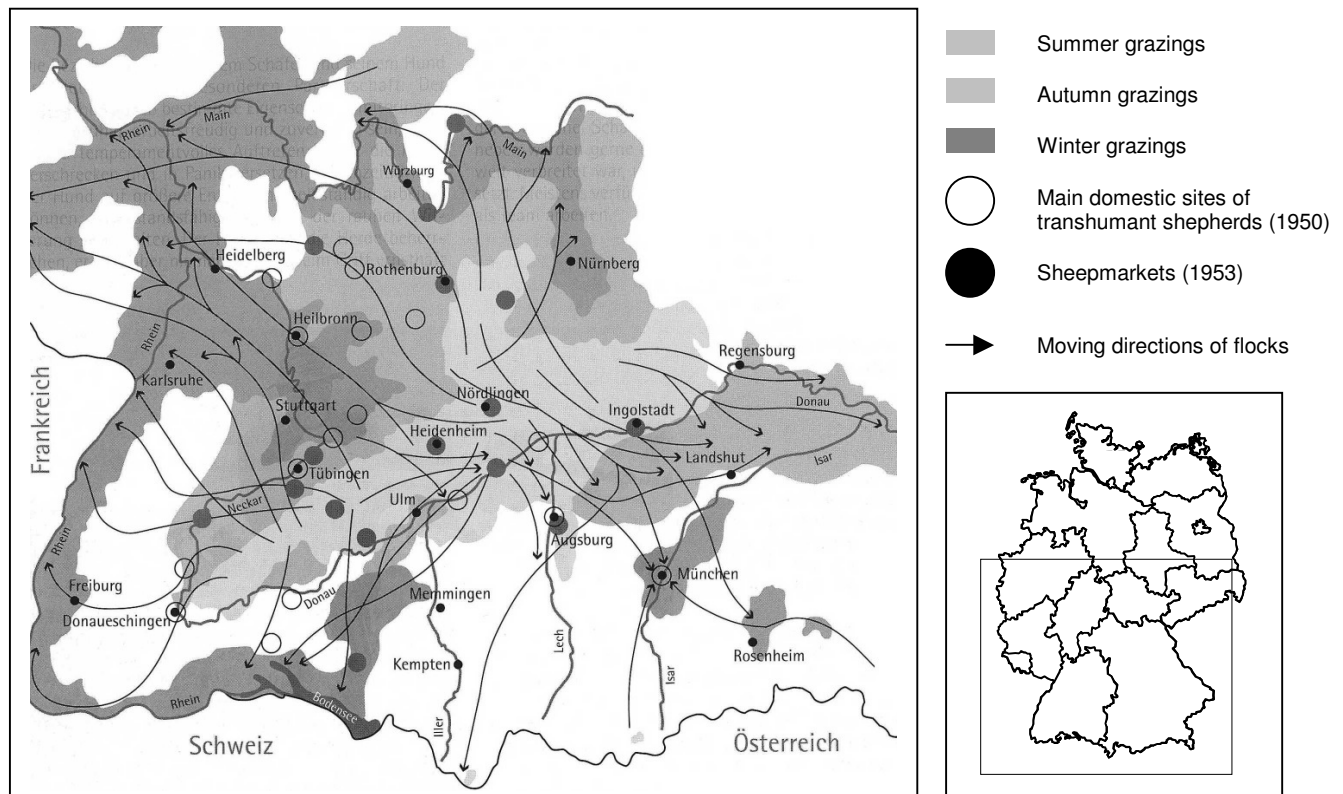 Rhein
Main
Main
Würzburg
Heidelberg
Rothenburg
Nürnberg
Heilbronn
Rhein
Karlsruhe
Regensburg
Frankreich
Stuttgart
Nördlingen
Ingolstadt
Donau
Heidenheim
Landshut
Isar
Tübingen
Neckar
Ulm
Augsburg
Rhein
Freiburg
Donau
Memmingen
München
Donaueschingen
Lech
Isar
Rosenheim
Kempten
Rhein
Bodensee
Iller
Schweiz
Österreich
Summer grazings
Autumn grazings
Winter grazings
Main domestic sites of
transhumant shepherds (1950)
Sheepmarkets (1953)
Moving directions of flocks